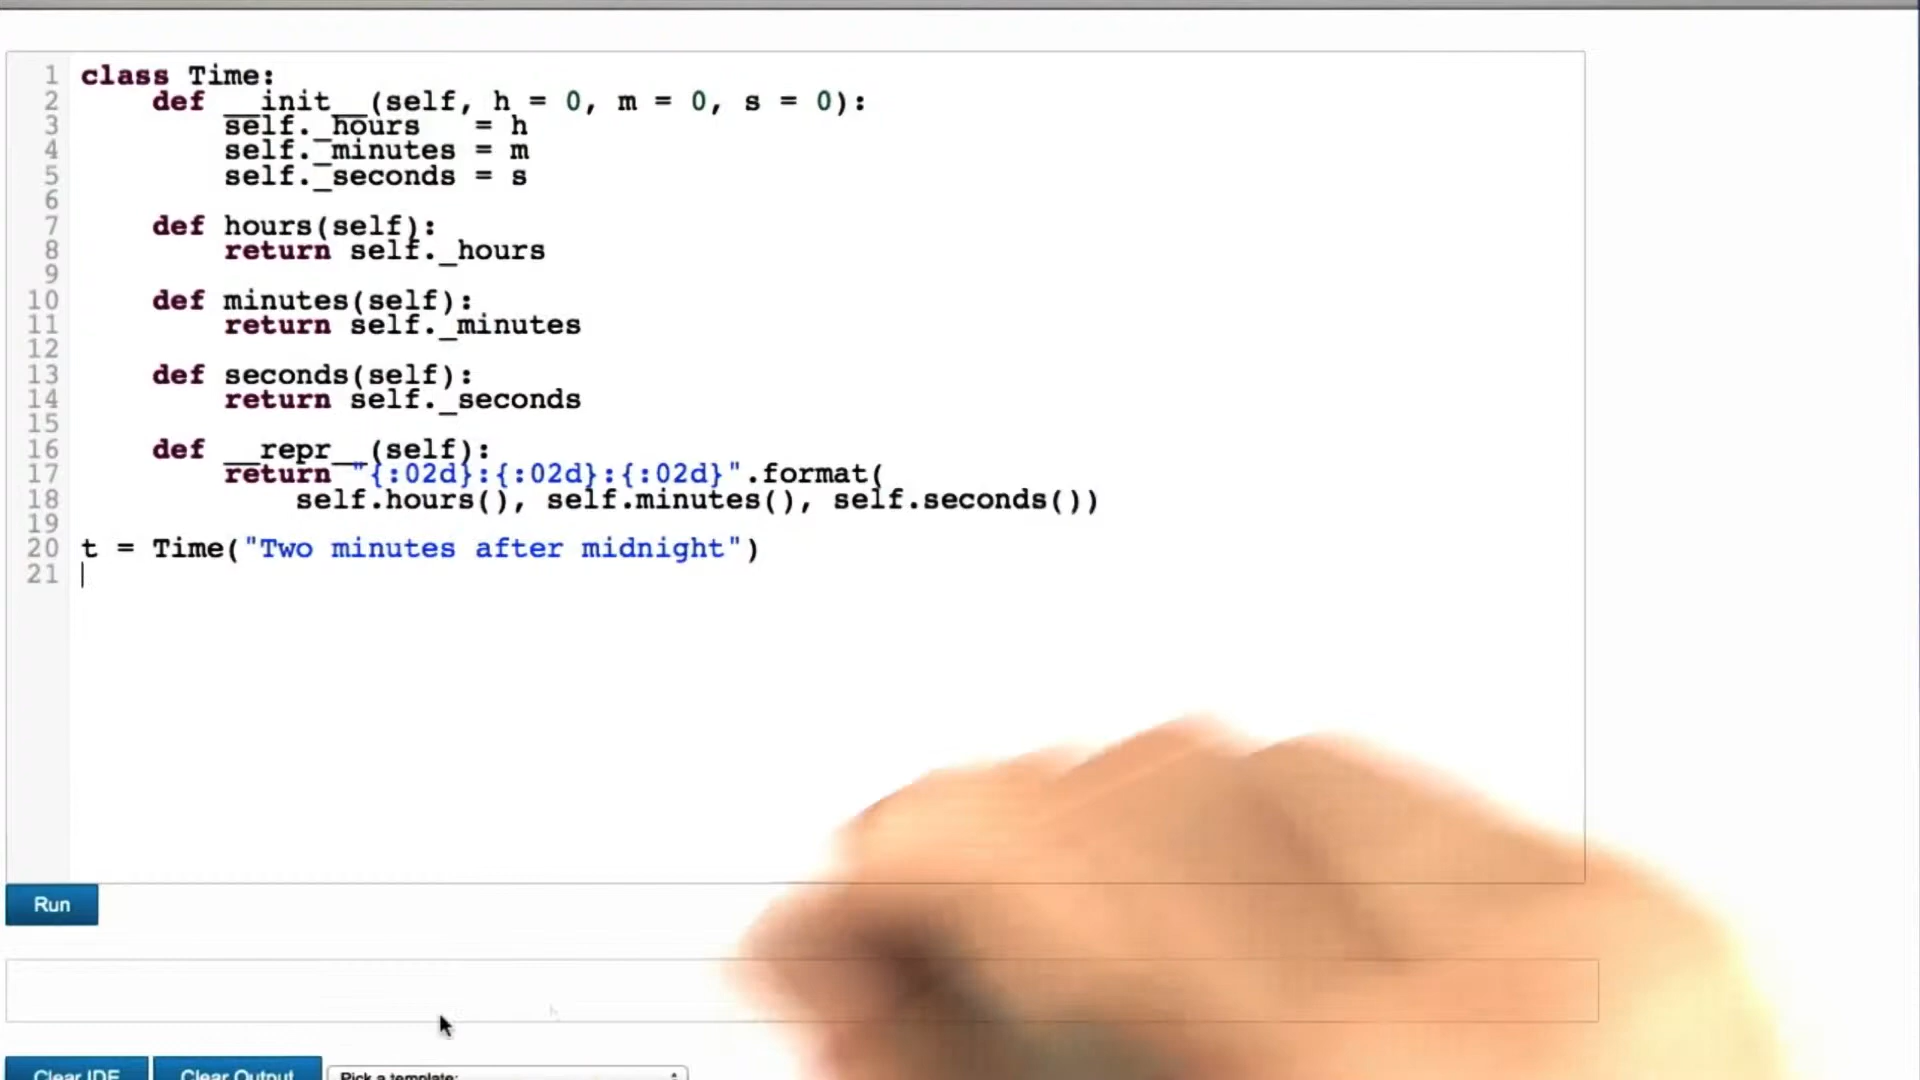 1 class Time:
2     def __init__(self, h = 0, m = 0, s = 0):
3         self._hours   = h
4         self._minutes = m
5         self._seconds = s
6
7     def hours(self):
8         return self._hours
9
10     def minutes(self):
11         return self._minutes
12
13     def seconds(self):
14         return self._seconds
15
16     def __repr__(self):
17         return "{:02d}:{:02d}:{:02d}".format(
18             self.hours(), self.minutes(), self.seconds())
19
20 t = Time("Two minutes after midnight")
21
Run
Clear IDE Clear Output Pick a template: